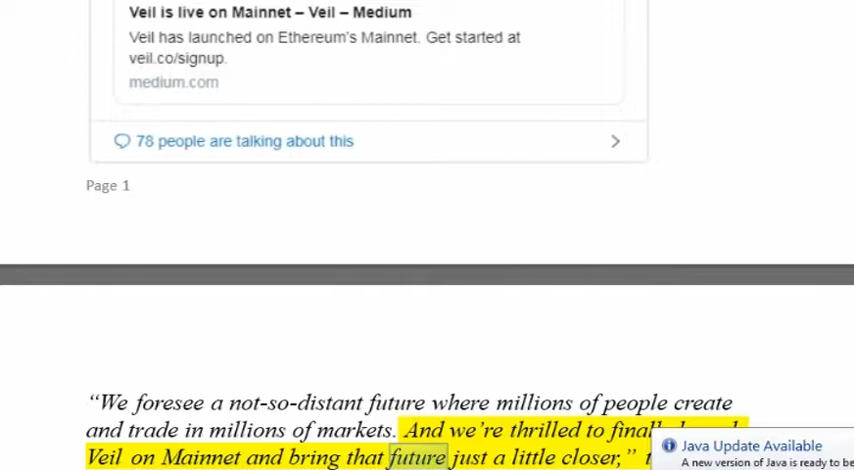 Veil is live on Mainnet – Veil – Medium
Veil has launched on Ethereum's Mainnet. Get started at
veil.co/signup.
medium.com
78 people are talking about this
Page 1
“We foresee a not-so-distant future where millions of people create
and trade in millions of markets. And we’re thrilled to
Veil on Mainnet and bring that future just a little closer,”
Java Update Available
A new version of Java is ready to be